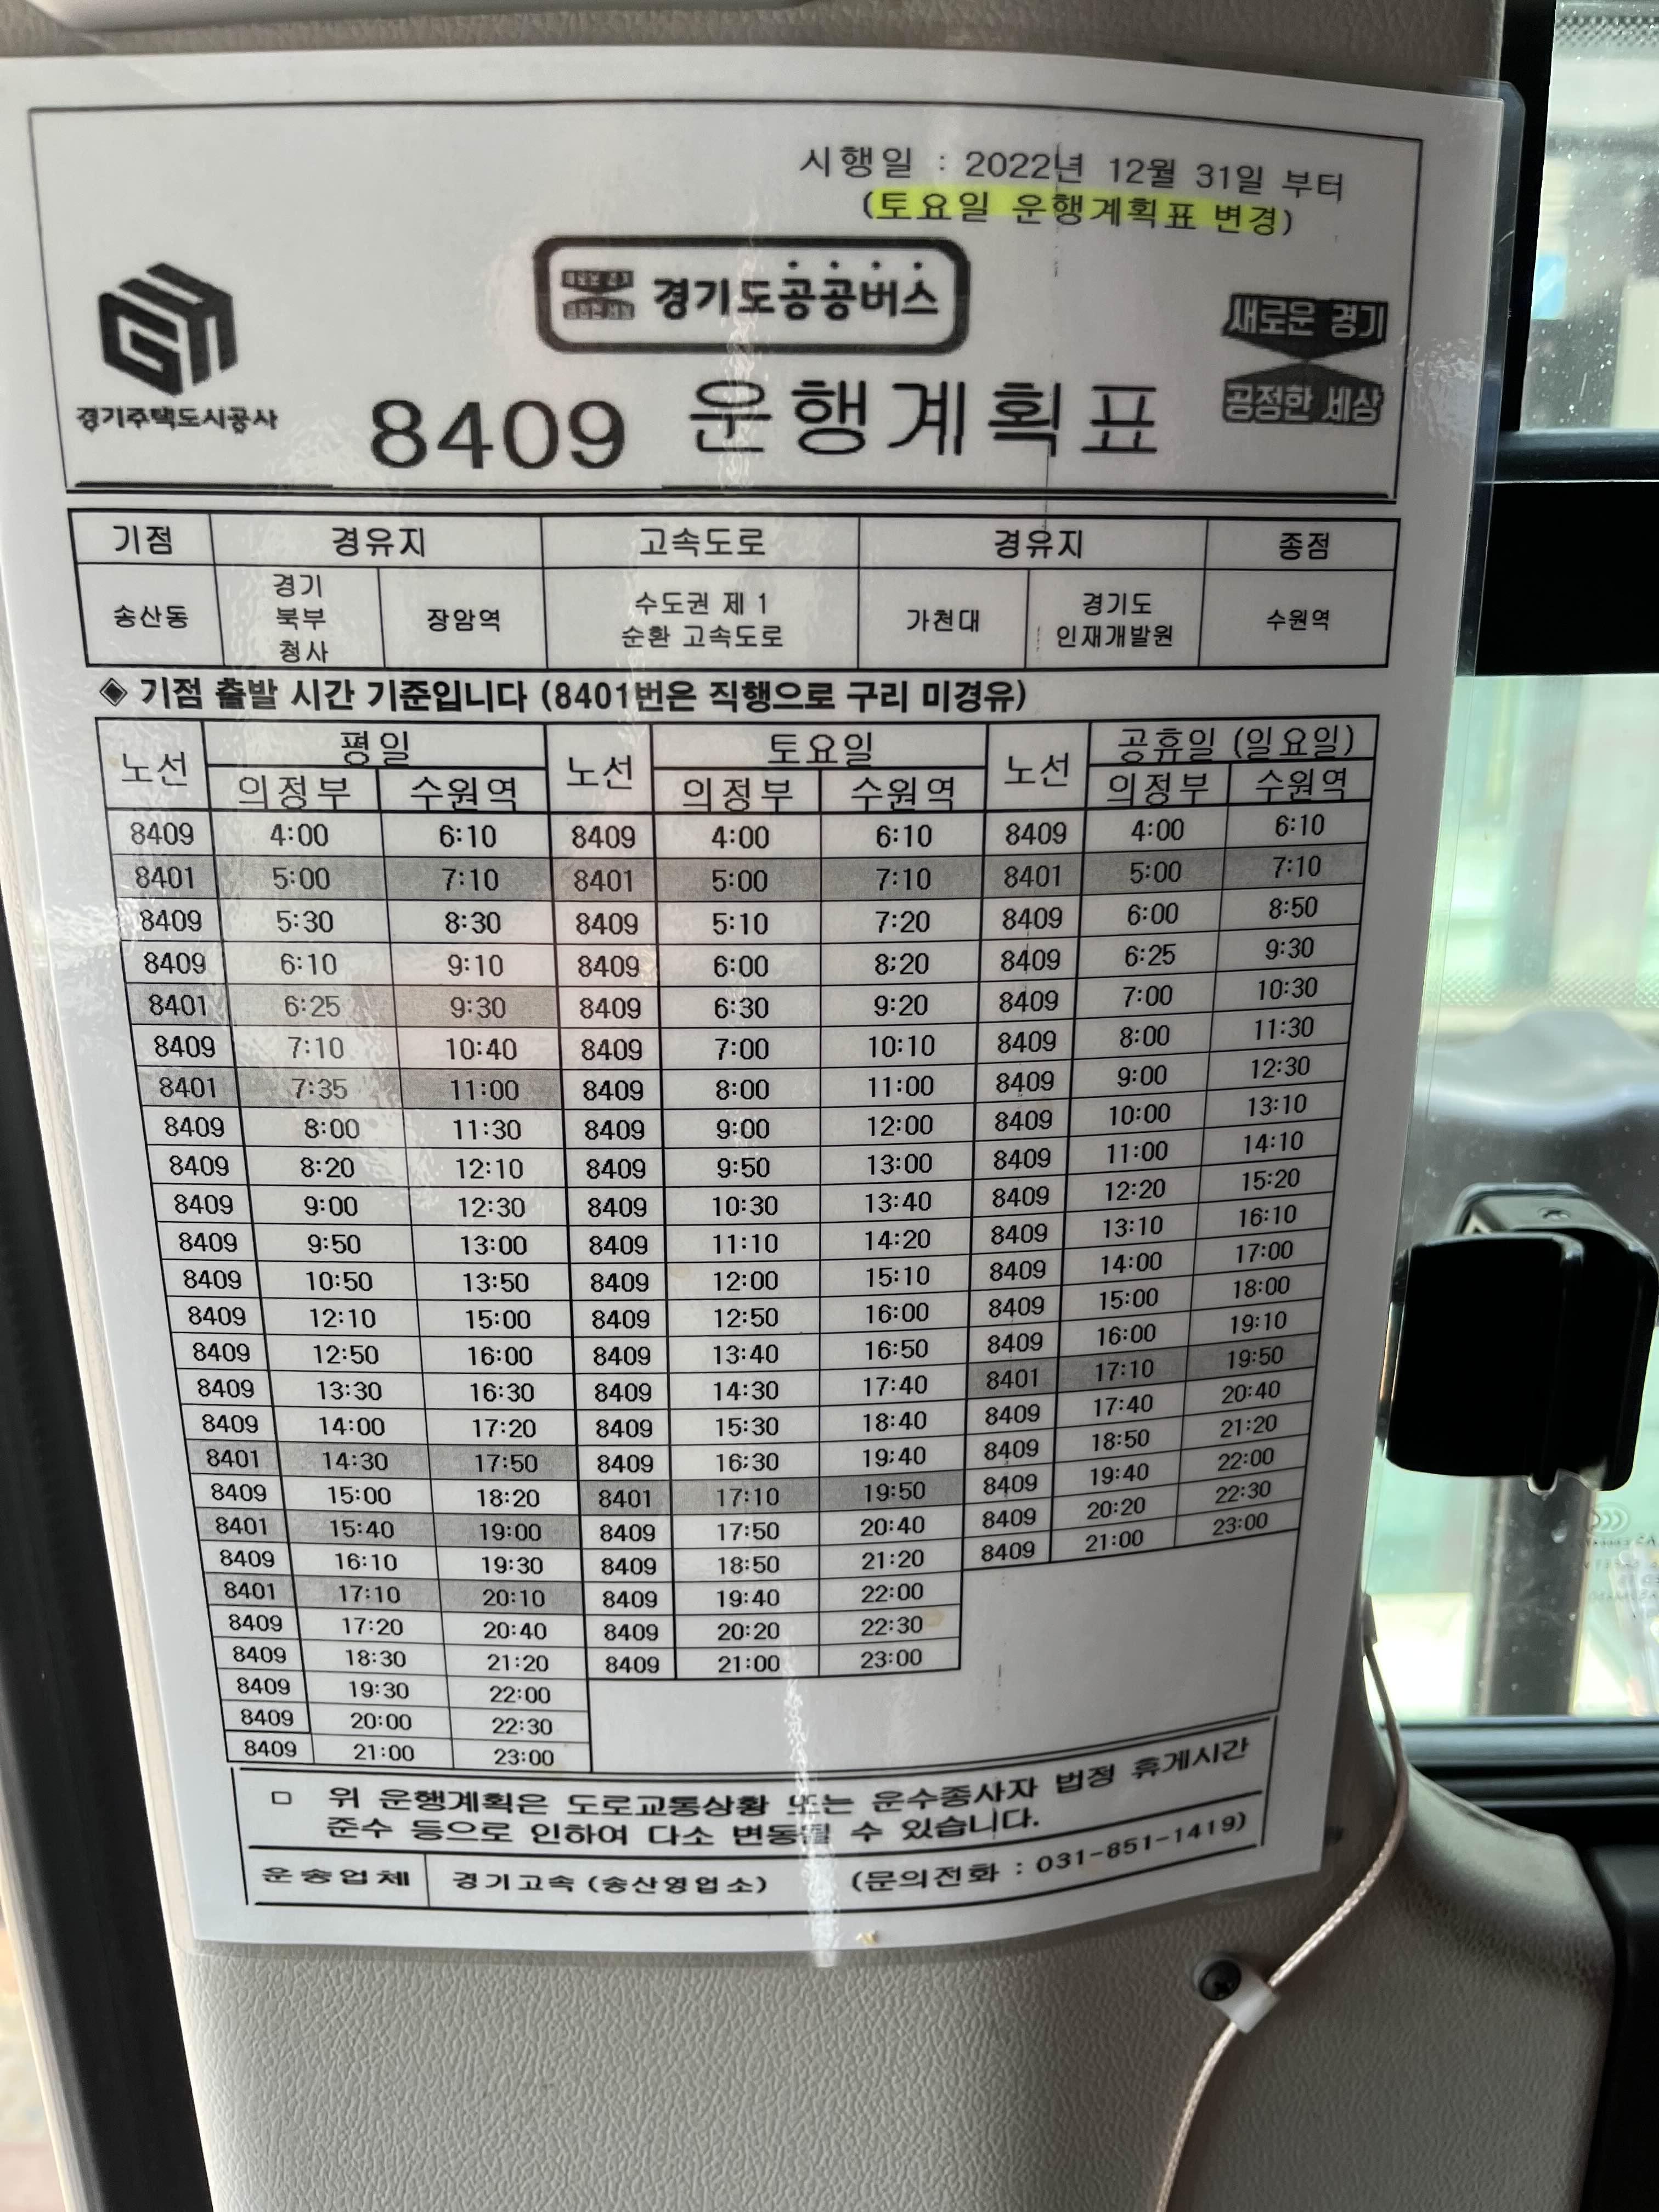 시행일 : 2022년 12월 31일 부터
(토요일 운행계획표 변경)
경기도공공버스
새로운 경기
공정한 세상
경기주택도시공사
8409 운행계획표
기점 경유지 고속도로 경유지 종점
송산동 경기 북부 청사 장암역 수도권 제 1 순환 고속도로 가천대 경기도 인재개발원 수원역
◈ 기점 출발 시간 기준입니다 (8401번은 직행으로 구리 미경유)
노선 평일 노선 토요일 노선 공휴일 (일요일)
의정부 수원역 의정부 수원역 의정부 수원역
8409 4:00 6:10 8409 4:00 6:10 8409 4:00 6:10
8401 5:00 7:10 8401 5:00 7:10 8401 5:00 7:10
8409 5:30 8:30 8409 5:10 7:20 8409 6:00 8:50
8409 6:10 9:10 8409 6:00 8:20 8409 6:25 9:30
8401 6:25 9:30 8409 6:30 9:20 8409 7:00 10:30
8409 7:10 10:40 8409 7:00 10:10 8409 8:00 11:30
8401 7:35 11:00 8409 8:00 11:00 8409 9:00 12:30
8409 8:00 11:30 8409 9:00 12:00 8409 10:00 13:10
8409 8:20 12:10 8409 9:50 13:00 8409 11:00 14:10
8409 9:00 12:30 8409 10:30 13:40 8409 12:20 15:20
8409 9:50 13:00 8409 11:10 14:20 8409 13:10 16:10
8409 10:50 13:50 8409 12:00 15:10 8409 14:00 17:00
8409 12:10 15:00 8409 12:50 16:00 8409 15:00 18:00
8409 12:50 16:00 8409 13:40 16:50 8409 16:00 19:10
8409 13:30 16:30 8409 14:30 17:40 8401 17:10 19:50
8409 14:00 17:20 8409 15:30 18:40 8409 17:40 20:40
8401 14:30 17:50 8409 16:30 19:40 8409 18:50 21:20
8409 15:00 18:20 8401 17:10 19:50 8409 19:40 22:00
8401 15:40 19:00 8409 17:50 20:40 8409 20:20 22:30
8409 16:10 19:30 8409 18:50 21:20 8409 21:00 23:00
8401 17:10 20:10 8409 19:40 22:00
8409 17:20 20:40 8409 20:20 22:30
8409 18:30 21:20 8409 21:00 23:00
8409 19:30 22:00
8409 20:00 22:30
8409 21:00 23:00
□ 위 운행계획은 도로교통상황 또는 운수종사자 법정 휴게시간
준수 등으로 인하여 다소 변동될 수 있습니다.
운송업체 경기고속 (송산영업소) (문의전화 : 031-851-1419)